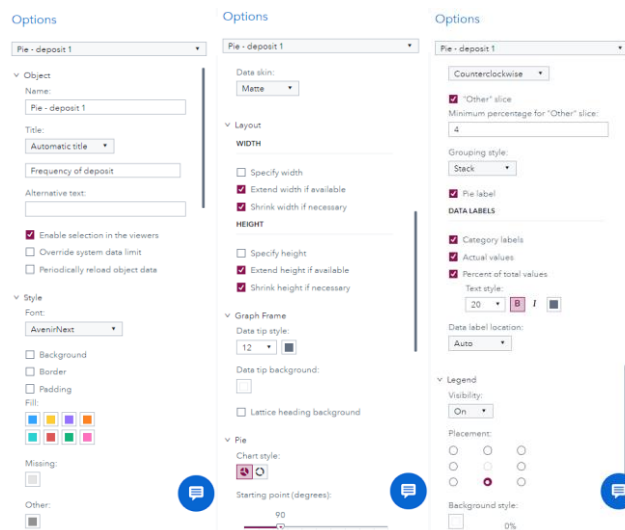 Options
Pie - deposit 1
Object
Name:
Pie - deposit 1
Title:
Automatic title
Frequency of deposit
Alternative text:
Enable selection in the viewers
Override system data limit
Periodically reload object data
Style
Font:
AvenirNext
Background
Border
Padding
Fill:
Missing:
Other:
Options
Pie - deposit 1
Data skin:
Matte
Layout
WIDTH
Specify width
Extend width if available
Shrink width if necessary
HEIGHT
Specify height
Extend height if available
Shrink height if necessary
Graph Frame
Data tip style:
12
Data tip background:
Lattice heading background
Pie
Chart style:
Starting point (degrees):
90
Options
Pie - deposit 1
Counterclockwise
"Other" slice
Minimum percentage for "Other" slice:
4
Grouping style:
Stack
Pie label
DATA LABELS
Category labels
Actual values
Percent of total values
Text style:
20 B I
Data label location:
Auto
Legend
Visibility:
On
Placement:
Background style:
0%